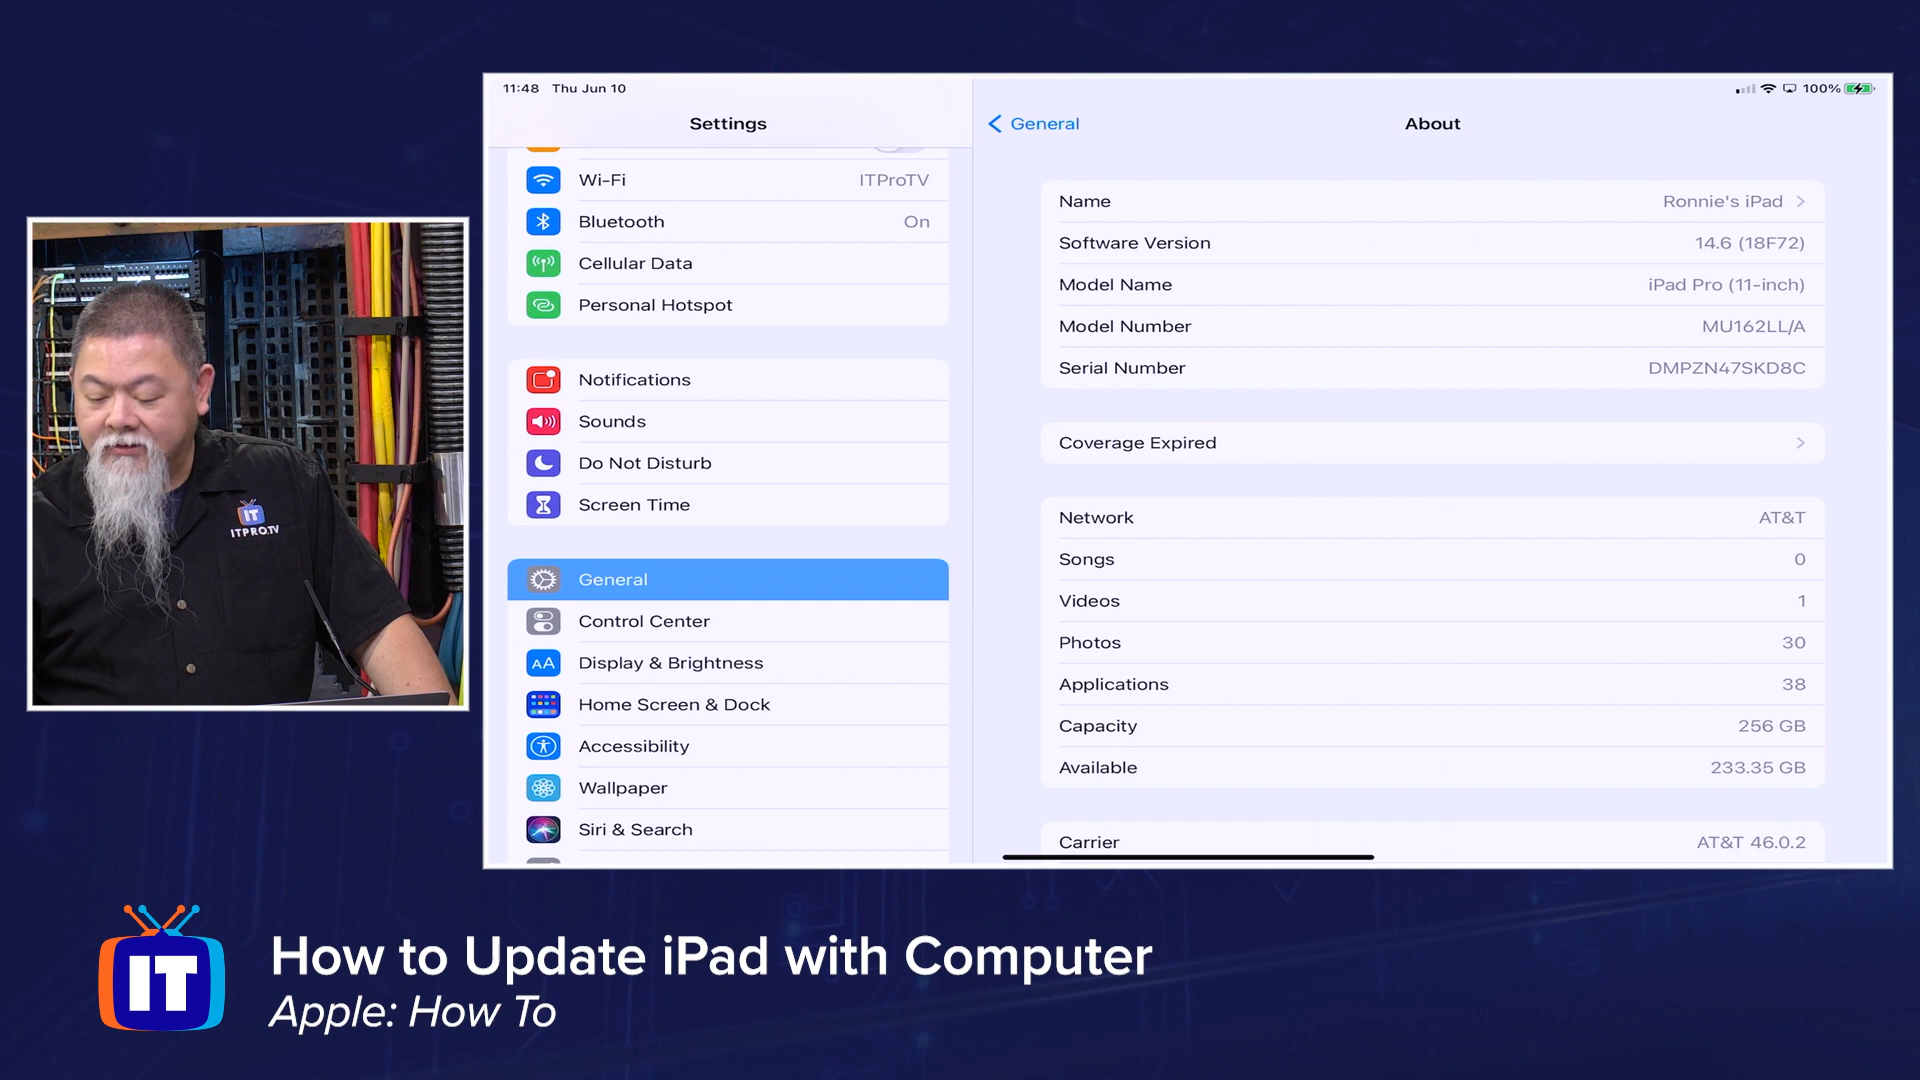 11:48 Thu Jun 10
100%
Settings
Wi-Fi ITProTV
Bluetooth On
Cellular Data
Personal Hotspot
Notifications
Sounds
Do Not Disturb
Screen Time
General
Control Center
AA Display & Brightness
Home Screen & Dock
Accessibility
Wallpaper
Siri & Search
General
About
Name Ronnie's iPad
Software Version 14.6 (18F72)
Model Name iPad Pro (11-inch)
Model Number MU162LL/A
Serial Number DMPZN47SKD8C
Coverage Expired
Network AT&T
Songs 0
Videos 1
Photos 30
Applications 38
Capacity 256 GB
Available 233.35 GB
Carrier AT&T 46.0.2
IT
ITPRO.TV
IT
How to Update iPad with Computer
Apple: How To